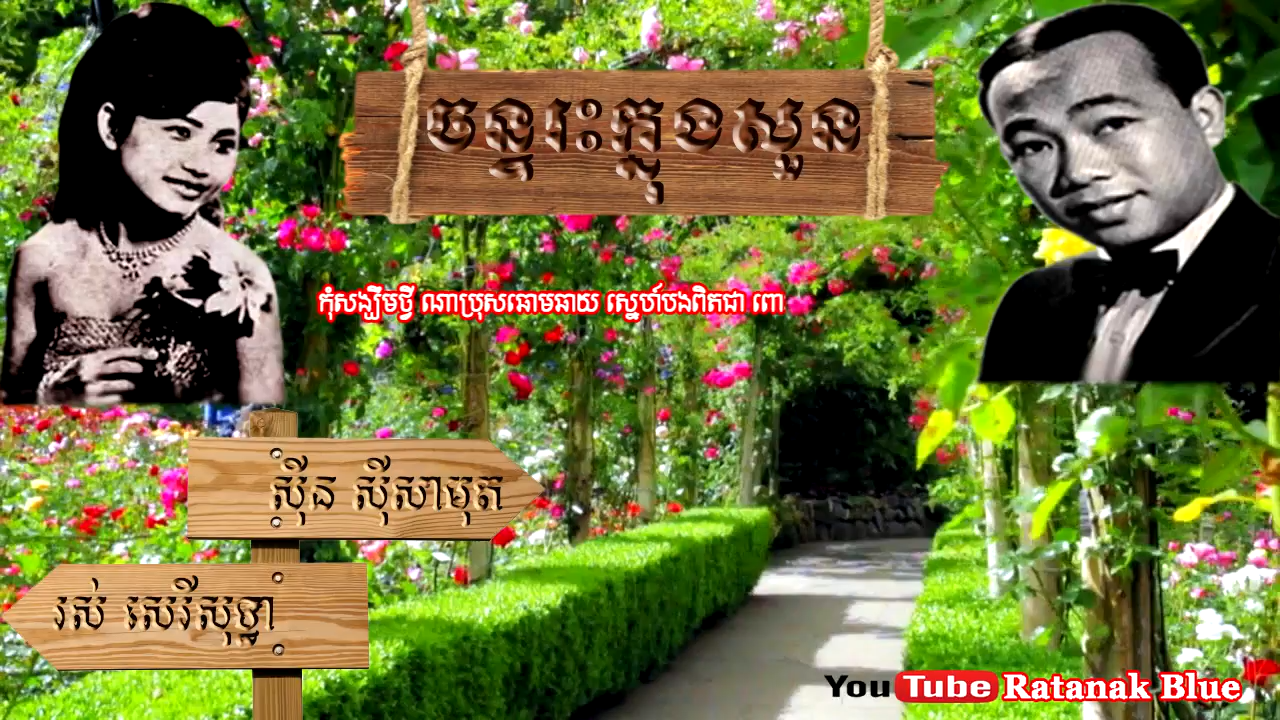 ចន្ទរះក្នុងសួន
កុំសង្ឃឹមថ្វី ណាប្រុសឆោមឆាយ ស្នេហ៍បងពិតជា ពោ
ស៊ីន ស៊ីសាមុត
រស់ សេរីសុទ្ធា
YouTube Ratanak Blue